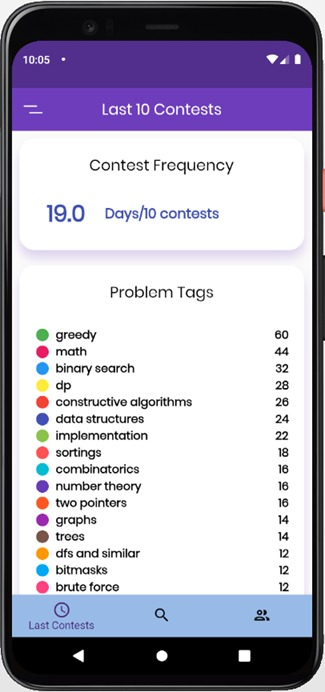 10:05
Last 10 Contests
Contest Frequency
19.0 Days/10 contests
Problem Tags
greedy 60
math 44
binary search 32
dp 28
constructive algorithms 26
data structures 24
implementation 22
sortings 18
combinatorics 16
number theory 16
two pointers 16
graphs 14
trees 14
dfs and similar 12
bitmasks 12
brute force 12
Last Contests